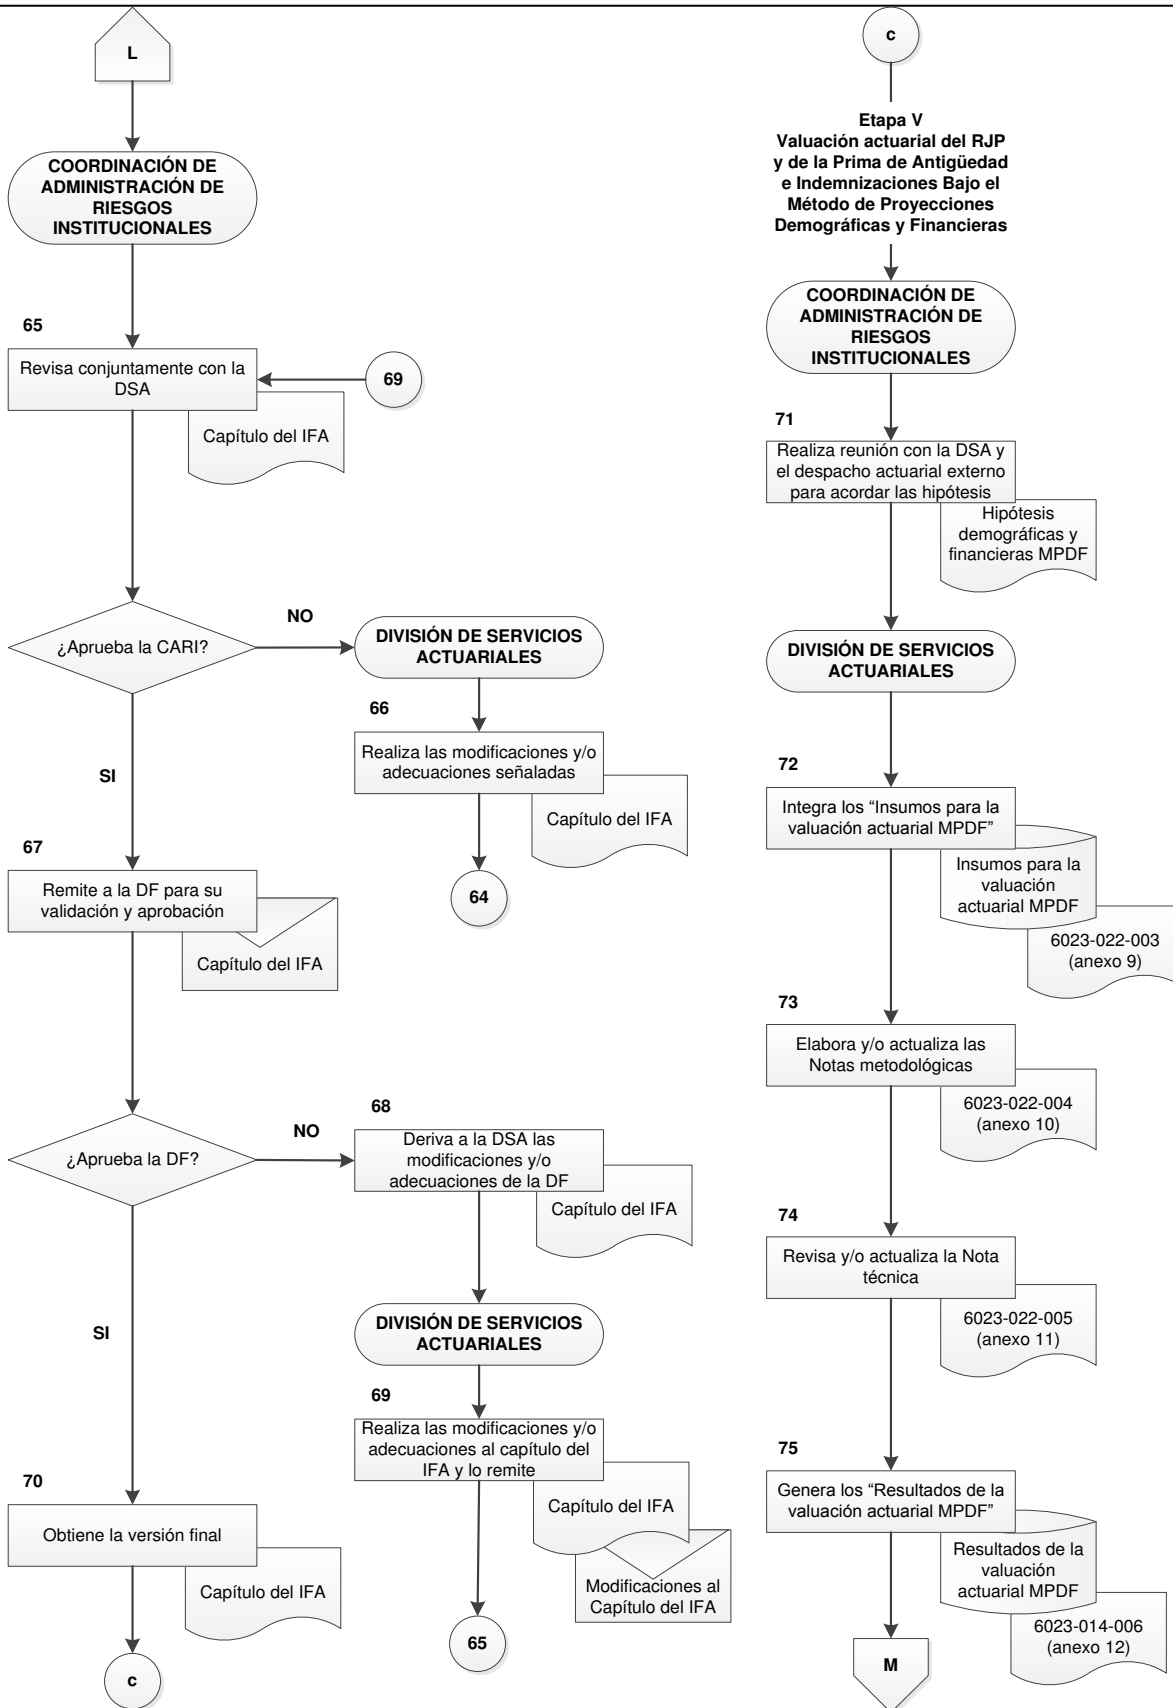 L
COORDINACIÓN DE
ADMINISTRACIÓN DE
RIESGOS
INSTITUCIONALES
65
Revisa conjuntamente con la
DSA
69
Capítulo del IFA
¿Aprueba la CARI?
NO
DIVISIÓN DE SERVICIOS
ACTUARIALES
66
Realiza las modificaciones y/o
adecuaciones señaladas
Capítulo del IFA
64
SI
67
Remite a la DF para su
validación y aprobación
Capítulo del IFA
¿Aprueba la DF?
NO
68
Deriva a la DSA las
modificaciones y/o
adecuaciones de la DF
Capítulo del IFA
DIVISIÓN DE SERVICIOS
ACTUARIALES
69
Realiza las modificaciones y/o
adecuaciones al capítulo del
IFA y lo remite
Capítulo del IFA
Modificaciones al
Capítulo del IFA
65
SI
70
Obtiene la versión final
Capítulo del IFA
c
c
Etapa V
Valuación actuarial del RJP
y de la Prima de Antigüedad
e Indemnizaciones Bajo el
Método de Proyecciones
Demográficas y Financieras
COORDINACIÓN DE
ADMINISTRACIÓN DE
RIESGOS
INSTITUCIONALES
71
Realiza reunión con la DSA y
el despacho actuarial externo
para acordar las hipótesis
Hipótesis
demográficas y
financieras MPDF
DIVISIÓN DE SERVICIOS
ACTUARIALES
72
Integra los “Insumos para la
valuación actuarial MPDF”
Insumos para la
valuación
actuarial MPDF
6023-022-003
(anexo 9)
73
Elabora y/o actualiza las
Notas metodológicas
6023-022-004
(anexo 10)
74
Revisa y/o actualiza la Nota
técnica
6023-022-005
(anexo 11)
75
Genera los “Resultados de la
valuación actuarial MPDF”
Resultados de la
valuación
actuarial MPDF
6023-014-006
(anexo 12)
M